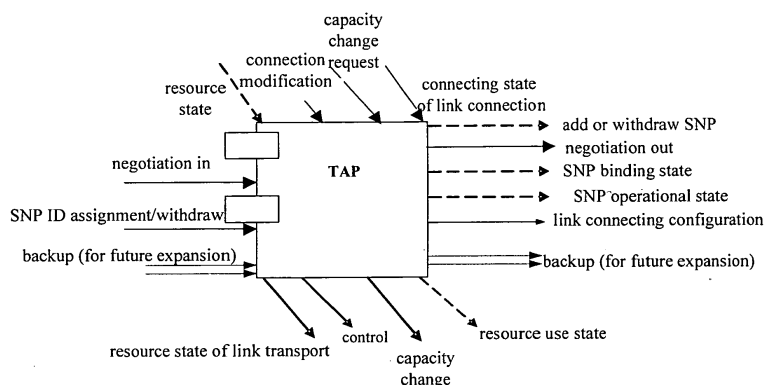 capacity
change
request
connection
modification
resource
state
connecting state
of link connection
add or withdraw SNP
negotiation out
TAP
negotiation in
SNP binding state
SNP operational state
SNP ID assignment/withdraw
link connecting configuration
backup (for future expansion)
backup (for future expansion)
resource use state
control
resource state of link transport
capacity
change